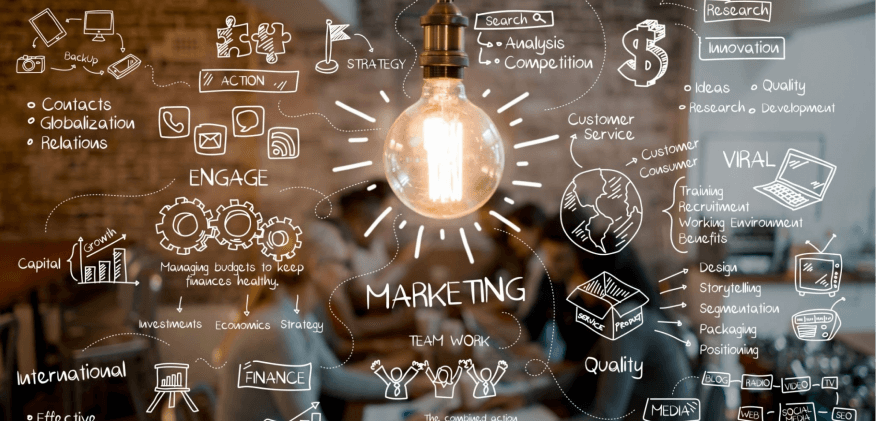 Backup
ACTION
STRATEGY
Search
Analysis
Competition
Research
Innovation
Ideas
Quality
Research
Development
Contacts
Globalization
Relations
ENGAGE
Customer
Service
Customer
Consumer
VIRAL
Training
Recruitment
Working Environment
Benefits
Growth
Capital
Managing budgets to keep
finances healthy.
Investments
Economics
Strategy
MARKETING
TEAM WORK
The combined action
SERVICE
PRODUCT
Design
Storytelling
Segmentation
Packaging
Positioning
Quality
International
Effective
FINANCE
MEDIA
BLOG
RADIO
VIDEO
TV
WEB
SOCIAL
MEDIA
SEO